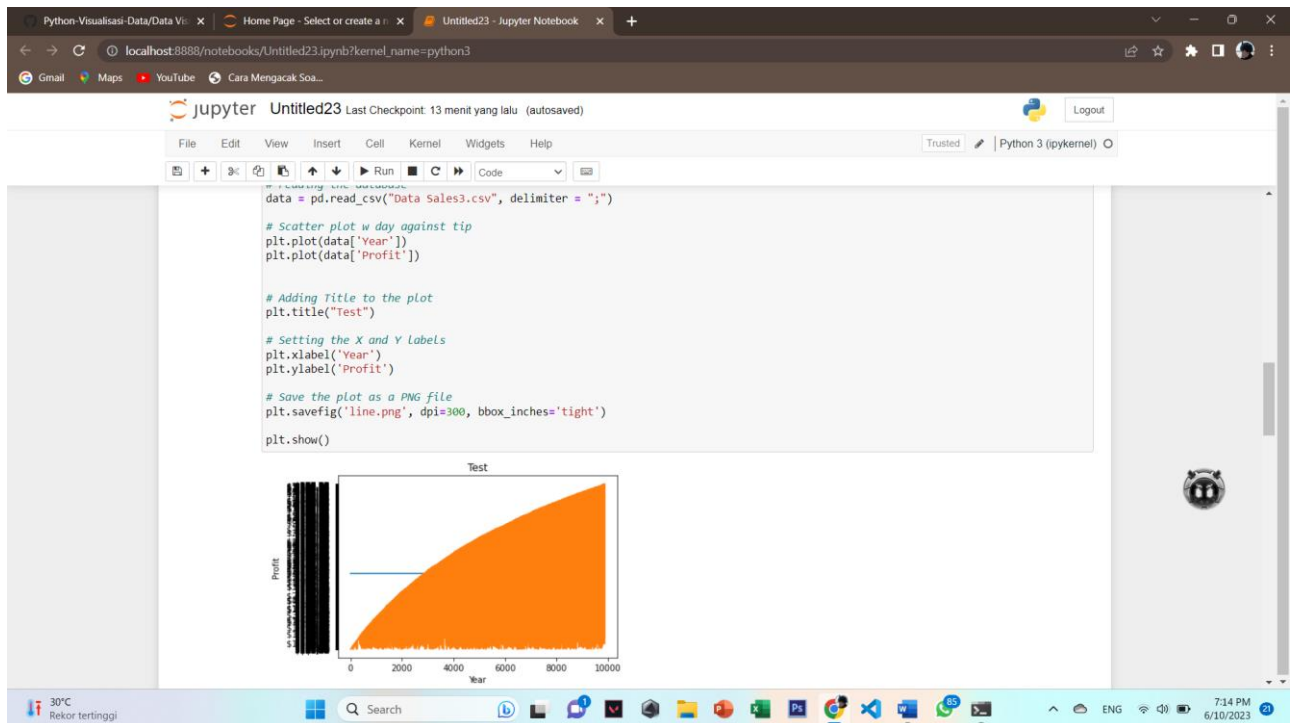 Python-Visualisasi-Data/Data Vis
Home Page - Select or create a n
Untitled23 - Jupyter Notebook
localhost:8888/notebooks/Untitled23.ipynb?kernel_name=python3
Gmail Maps YouTube Cara Mengacak Soa...
jupyter Untitled23 Last Checkpoint: 13 menit yang lalu (autosaved) Logout
File Edit View Insert Cell Kernel Widgets Help Trusted Python 3 (ipykernel)
Run Code
# reading the database
data = pd.read_csv("Data Sales3.csv", delimiter = ";")
# Scatter plot w day against tip
plt.plot(data['Year'])
plt.plot(data['Profit'])
# Adding Title to the plot
plt.title("Test")
# Setting the X and Y labels
plt.xlabel('Year')
plt.ylabel('Profit')
# Save the plot as a PNG file
plt.savefig('line.png', dpi=300, bbox_inches='tight')
plt.show()
Test
Profit
0 2000 4000 6000 8000 10000
Year
30°C
Rekor tertinggi
Search
1
85
ENG
7:14 PM
6/10/2023
21